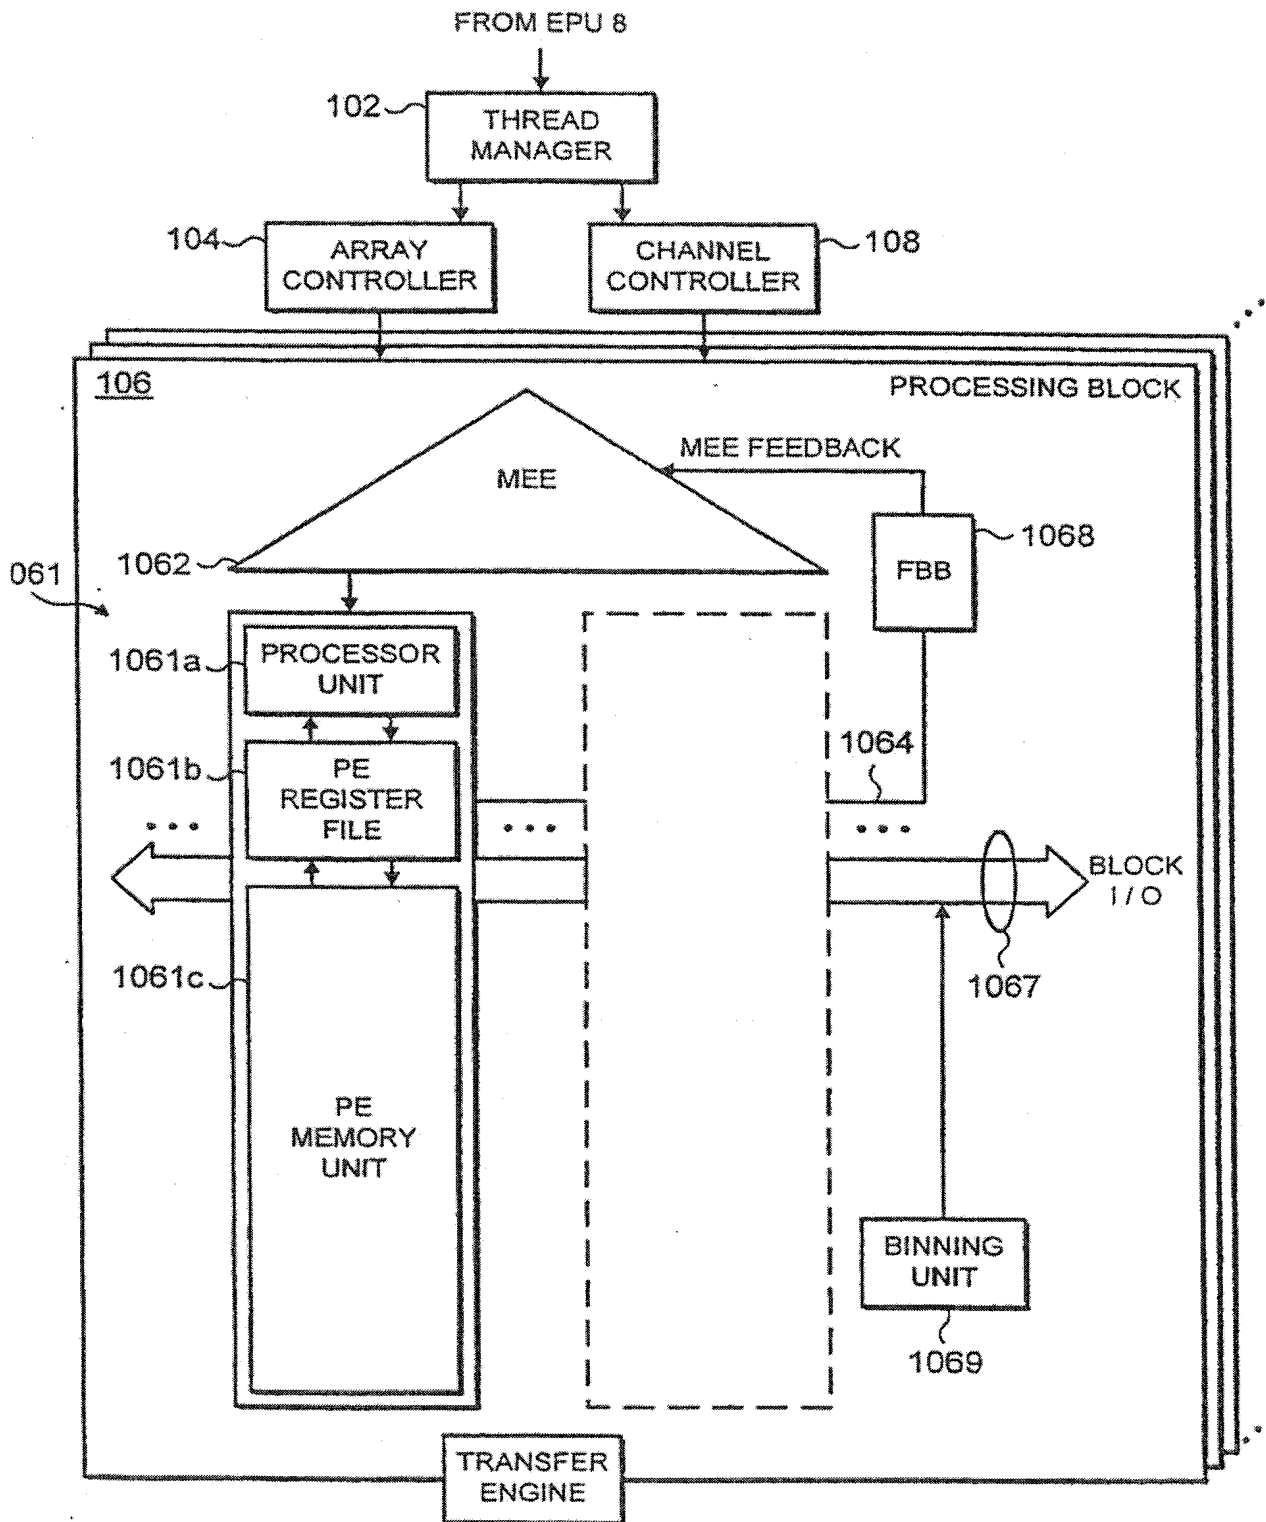 FROM EPU 8
102
THREAD
MANAGER
104
ARRAY
CONTROLLER
CHANNEL
CONTROLLER
108
106
PROCESSING BLOCK
MEE FEEDBACK
MEE
1062
1068
FBB
061
1061a
PROCESSOR
UNIT
1061b
PE
REGISTER
FILE
1064
BLOCK
I / O
1061c
1067
PE
MEMORY
UNIT
BINNING
UNIT
1069
TRANSFER
ENGINE